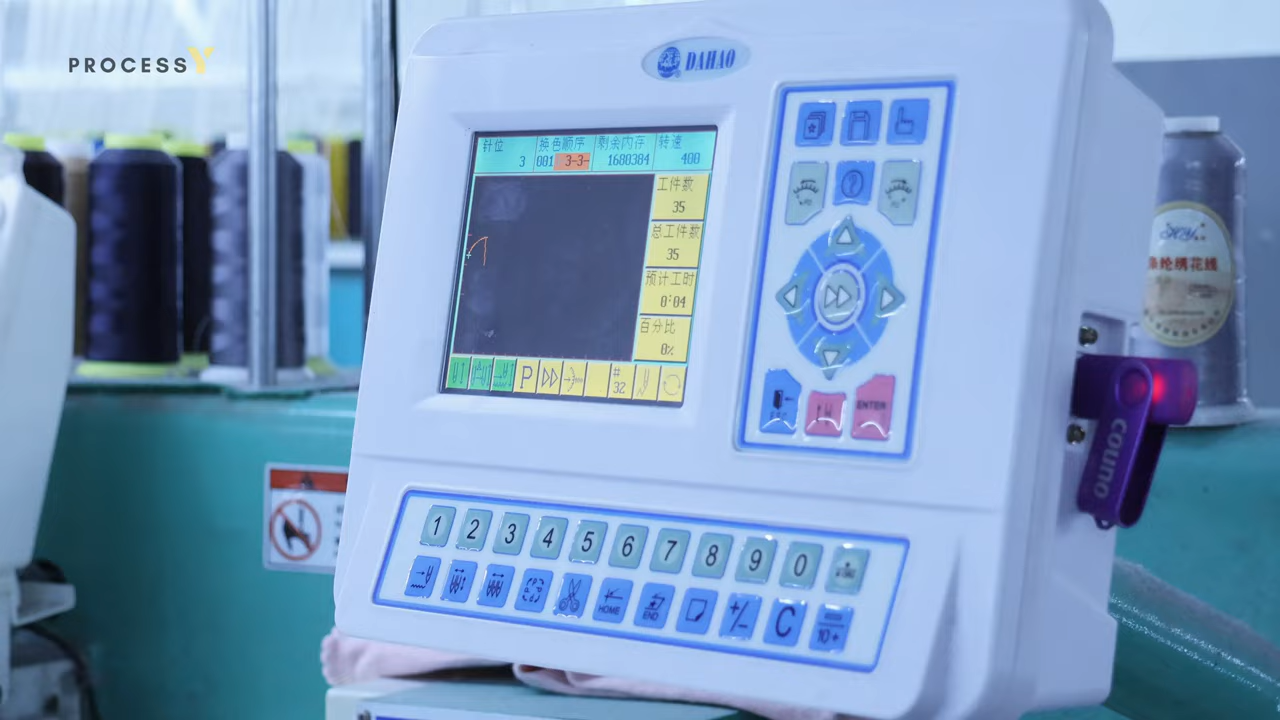 PROCESSY
DAHAO
针位 换色顺序 剩余内存 转速
3 001 3-3- 1680384 400
工件数
35
总工件数
35
预计工时
0:04
百分比
0%
P # 32
ENTER
1 2 3 4 5 6 7 8 9 0
HOME END +/- C 10+
couno
绣花线